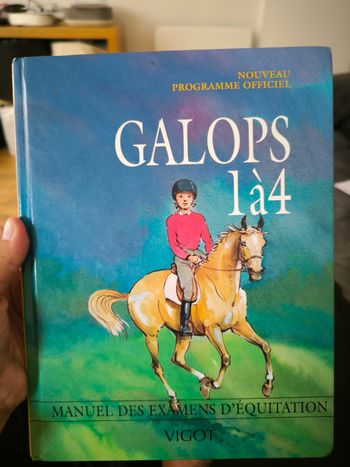 NOUVEAU
PROGRAMME OFFICIEL
GALOPS
1à4
MANUEL DES EXAMENS D'ÉQUITATION
VIGOT